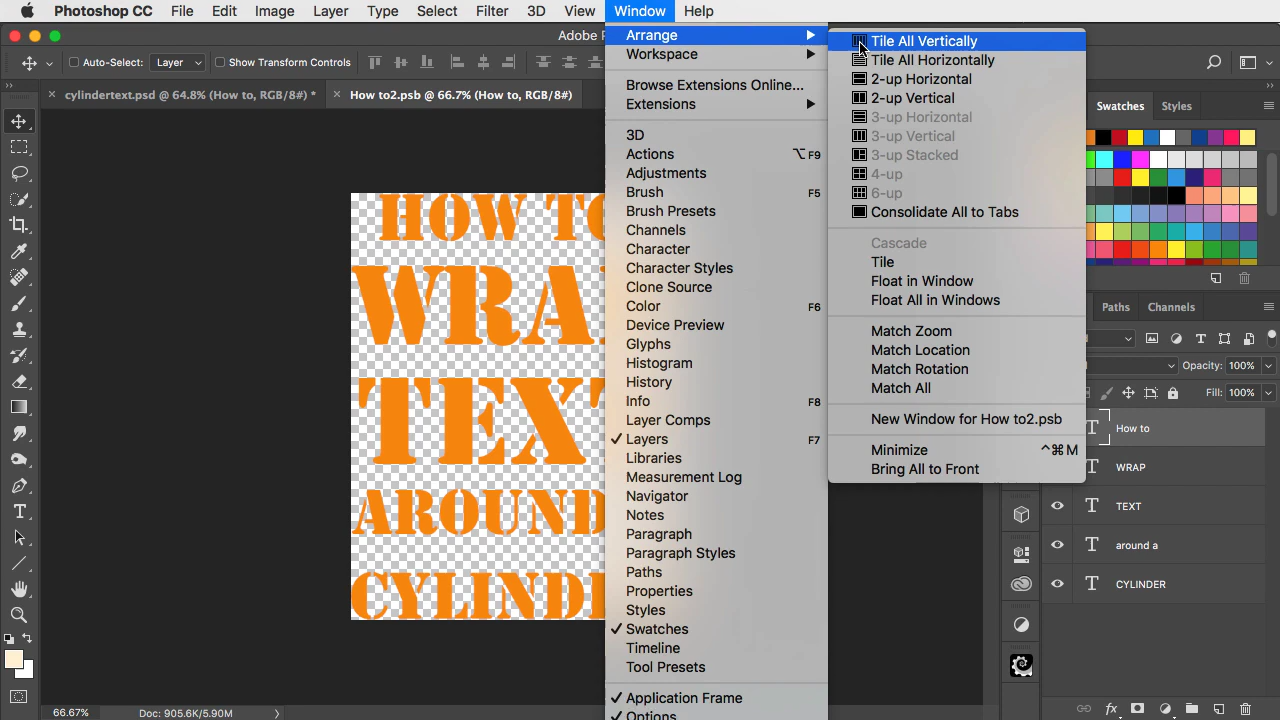 Photoshop CC File Edit Image Layer Type Select Filter 3D View Window Help
Auto-Select: Layer Show Transform Controls
cylindertext.psd @ 64.8% (How to, RGB/8#) *
How to2.psb @ 66.7% (How to, RGB/8#)
HOW TO
TEXT
AROUND
Arrange
Workspace
Browse Extensions Online...
Extensions
3D
Actions ⌥F9
Adjustments
Brush F5
Brush Presets
Channels
Character
Character Styles
Clone Source
Color F6
Device Preview
Glyphs
Histogram
History
Info F8
Layer Comps
✓ Layers F7
Libraries
Measurement Log
Navigator
Notes
Paragraph
Paragraph Styles
Paths
Properties
Styles
✓ Swatches
Timeline
Tool Presets
✓ Application Frame
✓ Options
Tile All Vertically
Tile All Horizontally
2-up Horizontal
2-up Vertical
3-up Horizontal
3-up Vertical
3-up Stacked
4-up
6-up
Consolidate All to Tabs
Cascade
Tile
Float in Window
Float All in Windows
Match Zoom
Match Location
Match Rotation
Match All
New Window for How to2.psb
Minimize ^⌘M
Bring All to Front
Swatches Styles
Paths Channels
Opacity: 100%
Fill: 100%
How to
WRAP
TEXT
around a
CYLINDER
66.67% Doc: 905.6K/5.90M